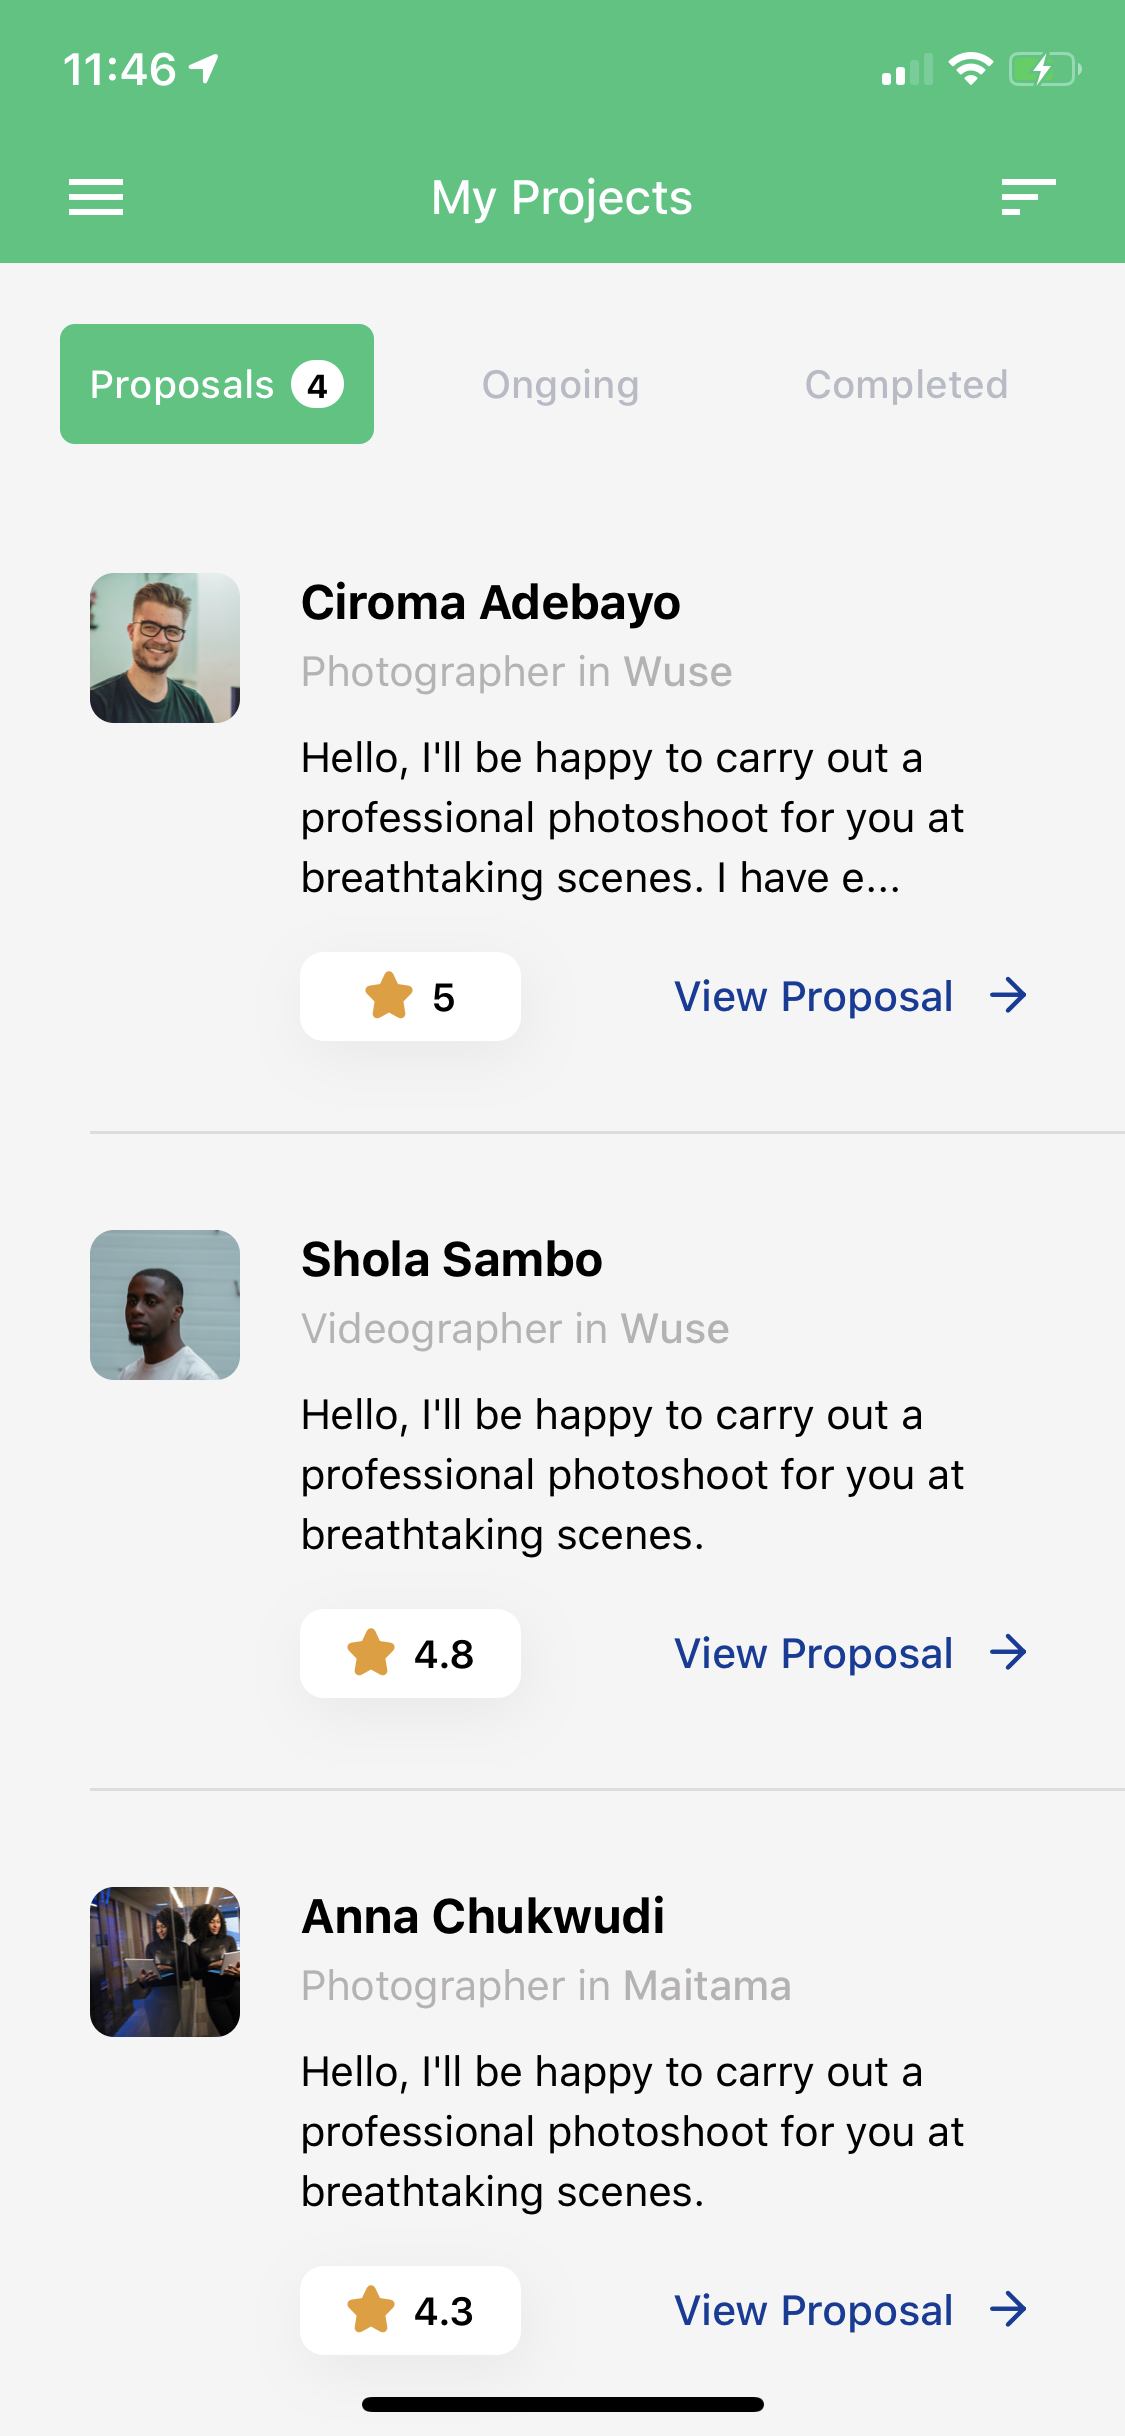 11:46
My Projects
Proposals 4 Ongoing Completed
Ciroma Adebayo
Photographer in Wuse
Hello, I'll be happy to carry out a
professional photoshoot for you at
breathtaking scenes. I have e...
5 View Proposal
Shola Sambo
Videographer in Wuse
Hello, I'll be happy to carry out a
professional photoshoot for you at
breathtaking scenes.
4.8 View Proposal
Anna Chukwudi
Photographer in Maitama
Hello, I'll be happy to carry out a
professional photoshoot for you at
breathtaking scenes.
4.3 View Proposal